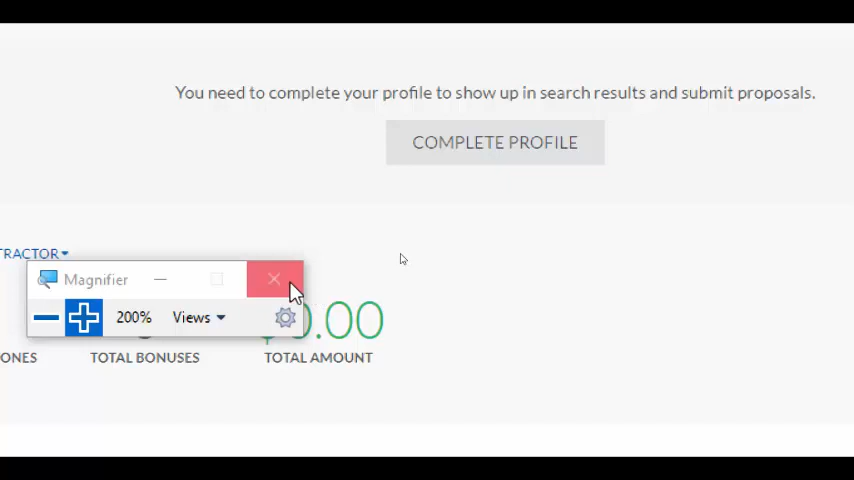 You need to complete your profile to show up in search results and submit proposals.
COMPLETE PROFILE
TRACTOR
Magnifier
200% Views
0.00
ONES TOTAL BONUSES TOTAL AMOUNT